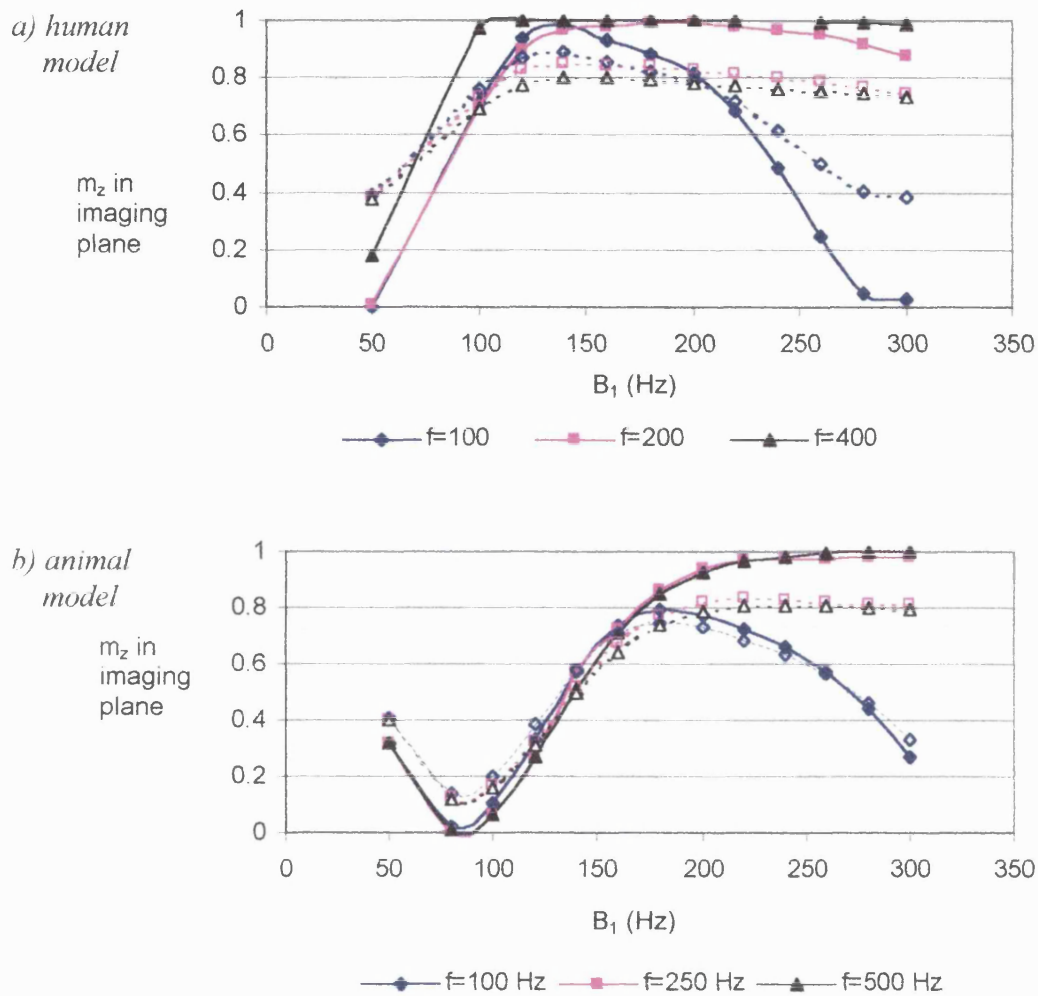 a) human
model
1
0.8
0.6
0.4
0.2
0
m_z in
imaging
plane
0 50 100 150 200 250 300 350
B₁ (Hz)
f=100 f=200 f=400
b) animal
model
1
0.8
0.6
0.4
0.2
0
m_z in
imaging
plane
0 50 100 150 200 250 300 350
B₁ (Hz)
f=100 Hz f=250 Hz f=500 Hz